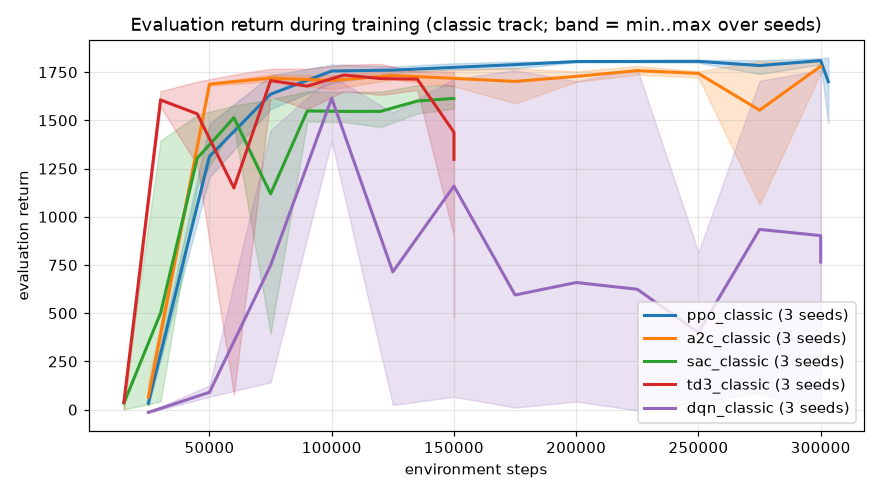 Evaluation return during training (classic track; band = min..max over seeds)
evaluation return
1750
1500
1250
1000
750
500
250
0
50000 100000 150000 200000 250000 300000
environment steps
ppo_classic (3 seeds)
a2c_classic (3 seeds)
sac_classic (3 seeds)
td3_classic (3 seeds)
dqn_classic (3 seeds)